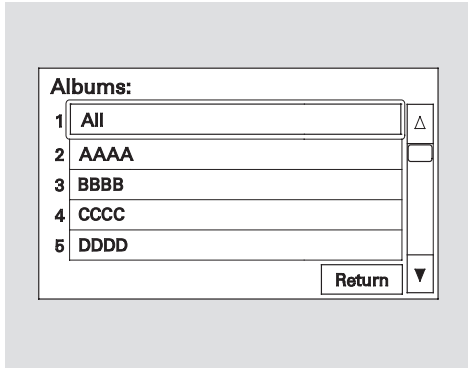 Albums:
1 All
2 AAAA
3 BBBB
4 CCCC
5 DDDD
Return